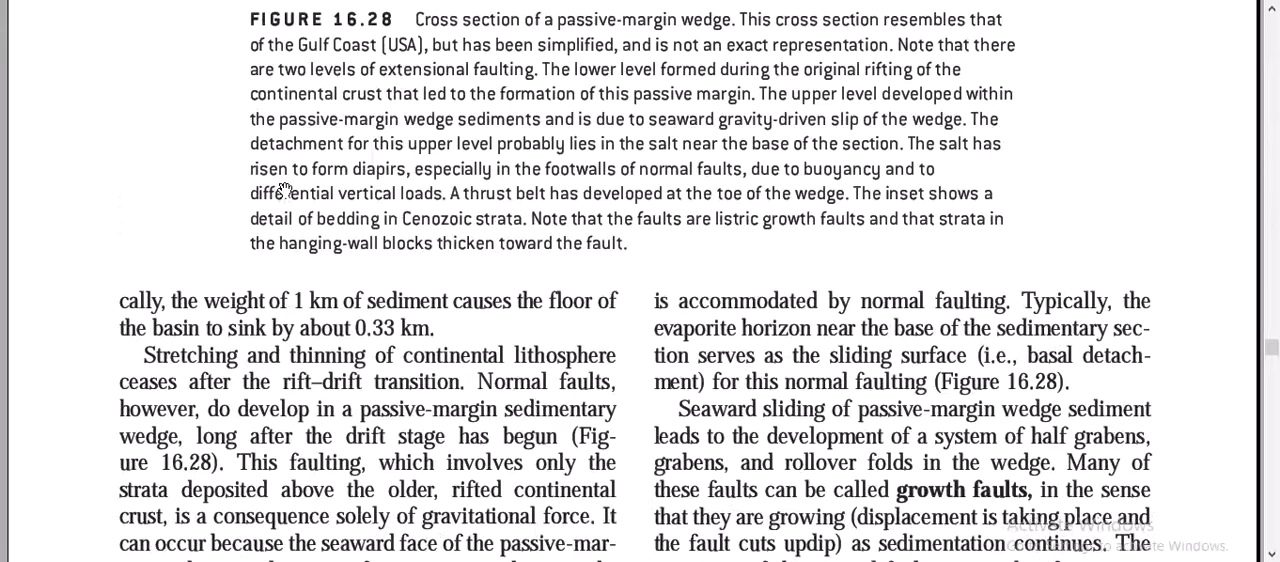 FIGURE 16.28 Cross section of a passive-margin wedge. This cross section resembles that
of the Gulf Coast (USA), but has been simplified, and is not an exact representation. Note that there
are two levels of extensional faulting. The lower level formed during the original rifting of the
continental crust that led to the formation of this passive margin. The upper level developed within
the passive-margin wedge sediments and is due to seaward gravity-driven slip of the wedge. The
detachment for this upper level probably lies in the salt near the base of the section. The salt has
risen to form diapirs, especially in the footwalls of normal faults, due to buoyancy and to
differential vertical loads. A thrust belt has developed at the toe of the wedge. The inset shows a
detail of bedding in Cenozoic strata. Note that the faults are listric growth faults and that strata in
the hanging-wall blocks thicken toward the fault.
cally, the weight of 1 km of sediment causes the floor of
the basin to sink by about 0.33 km.
Stretching and thinning of continental lithosphere
ceases after the rift–drift transition. Normal faults,
however, do develop in a passive-margin sedimentary
wedge, long after the drift stage has begun (Fig-
ure 16.28). This faulting, which involves only the
strata deposited above the older, rifted continental
crust, is a consequence solely of gravitational force. It
can occur because the seaward face of the passive-mar-
is accommodated by normal faulting. Typically, the
evaporite horizon near the base of the sedimentary sec-
tion serves as the sliding surface (i.e., basal detach-
ment) for this normal faulting (Figure 16.28).
Seaward sliding of passive-margin wedge sediment
leads to the development of a system of half grabens,
grabens, and rollover folds in the wedge. Many of
these faults can be called growth faults, in the sense
that they are growing (displacement is taking place and
the fault cuts updip) as sedimentation continues. The
Activate Windows
Go to Settings to activate Windows.